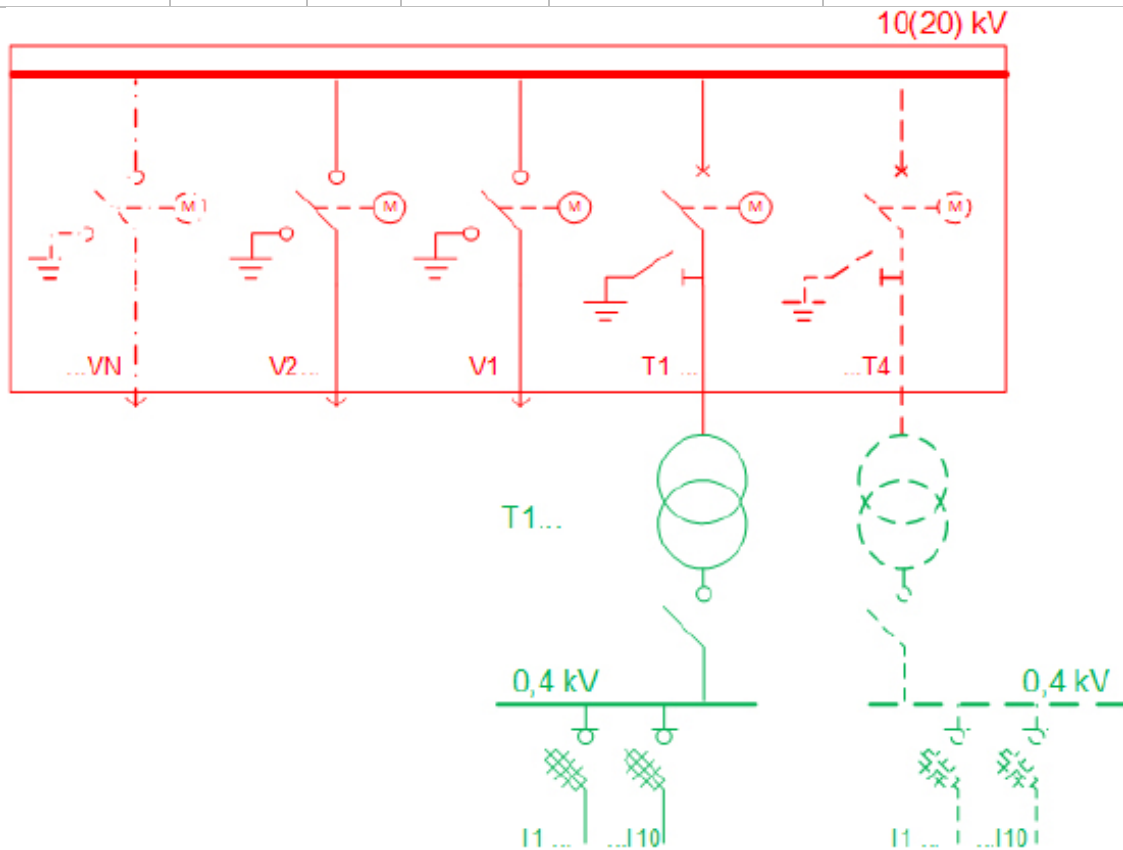 10(20) kV
M M M M M
...VN V2... V1 T1 ... ...T4
T1...
0,4 kV 0,4 kV
I1 ... ...I10 I1 ... ...I10